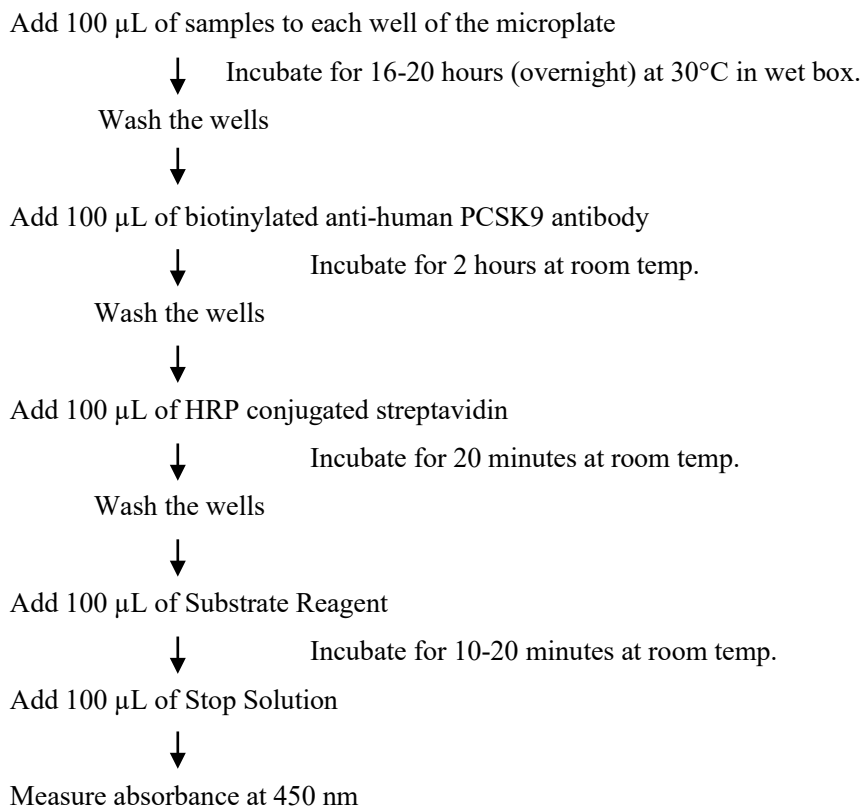 Add 100 µL of samples to each well of the microplate
Incubate for 16-20 hours (overnight) at 30°C in wet box.
Wash the wells
Add 100 µL of biotinylated anti-human PCSK9 antibody
Incubate for 2 hours at room temp.
Wash the wells
Add 100 µL of HRP conjugated streptavidin
Incubate for 20 minutes at room temp.
Wash the wells
Add 100 µL of Substrate Reagent
Incubate for 10-20 minutes at room temp.
Add 100 µL of Stop Solution
Measure absorbance at 450 nm